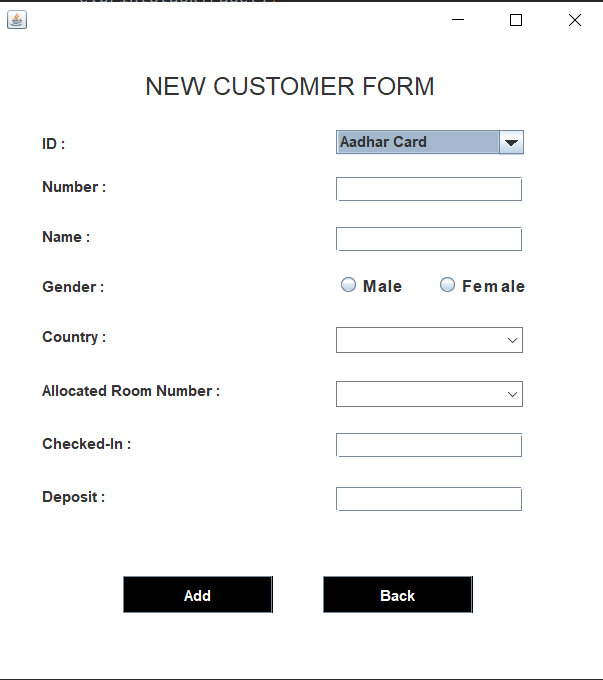 NEW CUSTOMER FORM
ID : Aadhar Card
Number :
Name :
Gender : Male Female
Country :
Allocated Room Number :
Checked-In :
Deposit :
Add Back